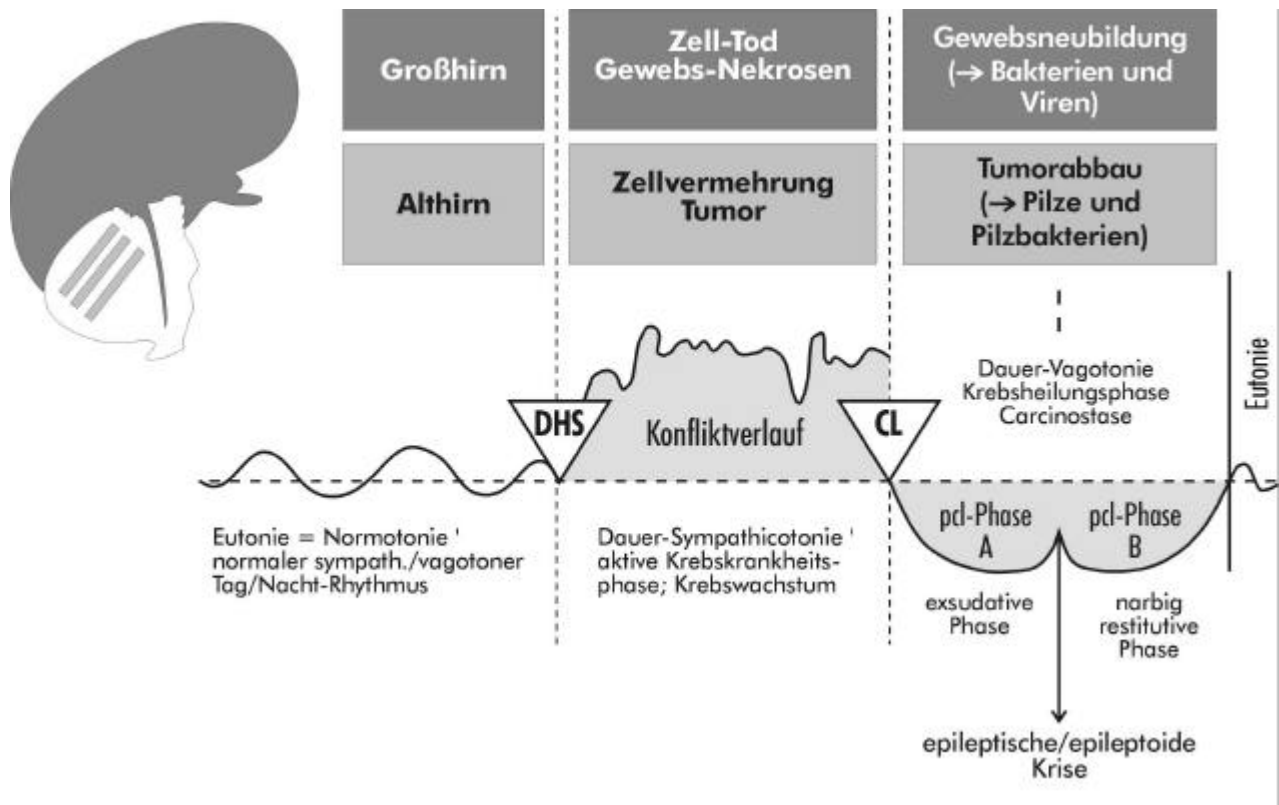 Großhirn
Zell-Tod
Gewebs-Nekrosen
Gewebsneubildung
(→ Bakterien und
Viren)
Althirn
Zellvermehrung
Tumor
Tumorabbau
(→ Pilze und
Pilzbakterien)
Dauer-Vagotonie
Krebsheilungsphase
Carcinostase
Eutonie
DHS
Konfliktverlauf
CL
pcl-Phase
A
pcl-Phase
B
Eutonie = Normotonie '
normaler sympath./vagotoner
Tag/Nacht-Rhythmus
Dauer-Sympathicotonie '
aktive Krebskrankheits-
phase; Krebswachstum
exsudative
Phase
narbig
restitutive
Phase
epileptische/epileptoide
Krise